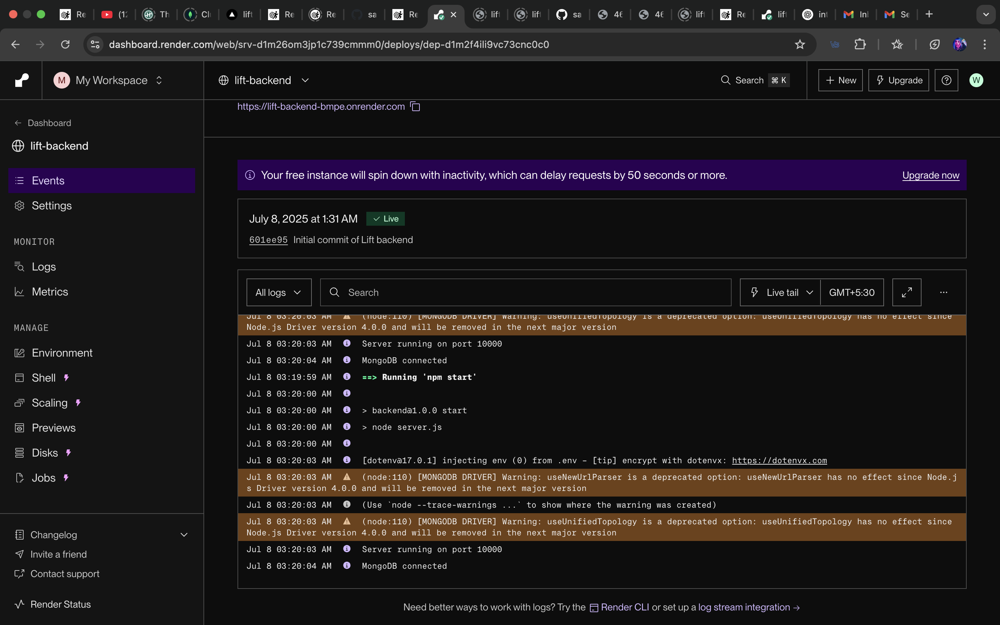 Re
(12
Th
Cl
lift
Re
Re
sa
Re
lift
lift
sa
46
46
lift
Re
lift
int
In
Se
dashboard.render.com/web/srv-d1m26om3jp1c739cmmm0/deploys/dep-d1m2f4ili9vc73cnc0c0
M My Workspace
lift-backend
Search ⌘ K
+ New
Upgrade
W
← Dashboard
lift-backend
Events
Settings
MONITOR
Logs
Metrics
MANAGE
Environment
Shell
Scaling
Previews
Disks
Jobs
Changelog
Invite a friend
Contact support
Render Status
https://lift-backend-bmpe.onrender.com
Your free instance will spin down with inactivity, which can delay requests by 50 seconds or more.
Upgrade now
July 8, 2025 at 1:31 AM
Live
601ee95 Initial commit of Lift backend
All logs
Search
Live tail
GMT+5:30
Jul 8 03:20:03 AM (node:110) [MONGODB DRIVER] Warning: useUnifiedTopology is a deprecated option: useUnifiedTopology has no effect since
Node.js Driver version 4.0.0 and will be removed in the next major version
Jul 8 03:20:03 AM Server running on port 10000
Jul 8 03:20:04 AM MongoDB connected
Jul 8 03:19:59 AM ==> Running 'npm start'
Jul 8 03:20:00 AM
Jul 8 03:20:00 AM > backend@1.0.0 start
Jul 8 03:20:00 AM > node server.js
Jul 8 03:20:00 AM
Jul 8 03:20:03 AM [dotenv@17.0.1] injecting env (0) from .env – [tip] encrypt with dotenvx: https://dotenvx.com
Jul 8 03:20:03 AM (node:110) [MONGODB DRIVER] Warning: useNewUrlParser is a deprecated option: useNewUrlParser has no effect since Node.j
s Driver version 4.0.0 and will be removed in the next major version
Jul 8 03:20:03 AM (Use `node --trace-warnings ...` to show where the warning was created)
Jul 8 03:20:03 AM (node:110) [MONGODB DRIVER] Warning: useUnifiedTopology is a deprecated option: useUnifiedTopology has no effect since
Node.js Driver version 4.0.0 and will be removed in the next major version
Jul 8 03:20:03 AM Server running on port 10000
Jul 8 03:20:04 AM MongoDB connected
Need better ways to work with logs? Try the Render CLI or set up a log stream integration →